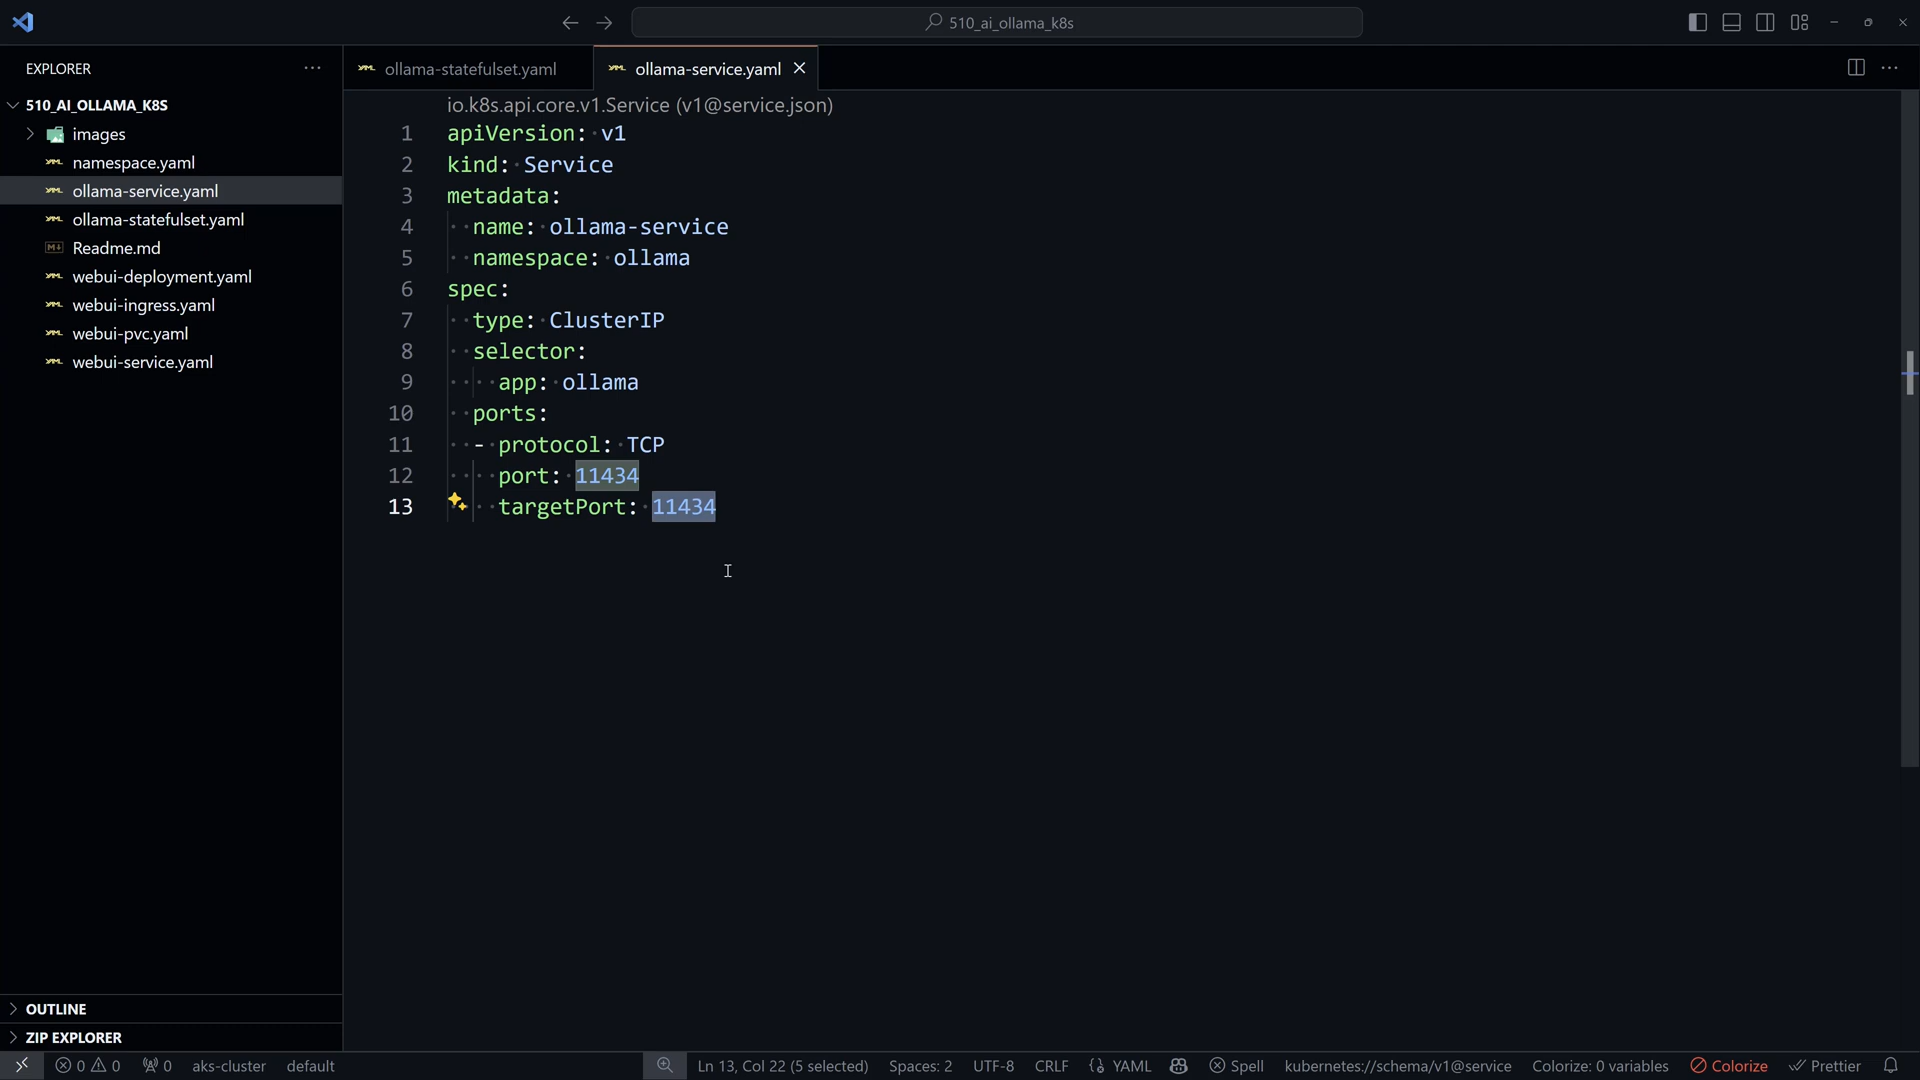 510_ai_ollama_k8s
EXPLORER
510_AI_OLLAMA_K8S
images
namespace.yaml
ollama-service.yaml
ollama-statefulset.yaml
Readme.md
webui-deployment.yaml
webui-ingress.yaml
webui-pvc.yaml
webui-service.yaml
OUTLINE
ZIP EXPLORER
ollama-statefulset.yaml
ollama-service.yaml
io.k8s.api.core.v1.Service (v1@service.json)
1 apiVersion: v1
2 kind: Service
3 metadata:
4 name: ollama-service
5 namespace: ollama
6 spec:
7 type: ClusterIP
8 selector:
9 app: ollama
10 ports:
11 - protocol: TCP
12 port: 11434
13 targetPort: 11434
0 0 0 aks-cluster default Ln 13, Col 22 (5 selected) Spaces: 2 UTF-8 CRLF YAML Spell kubernetes://schema/v1@service Colorize: 0 variables Colorize Prettier